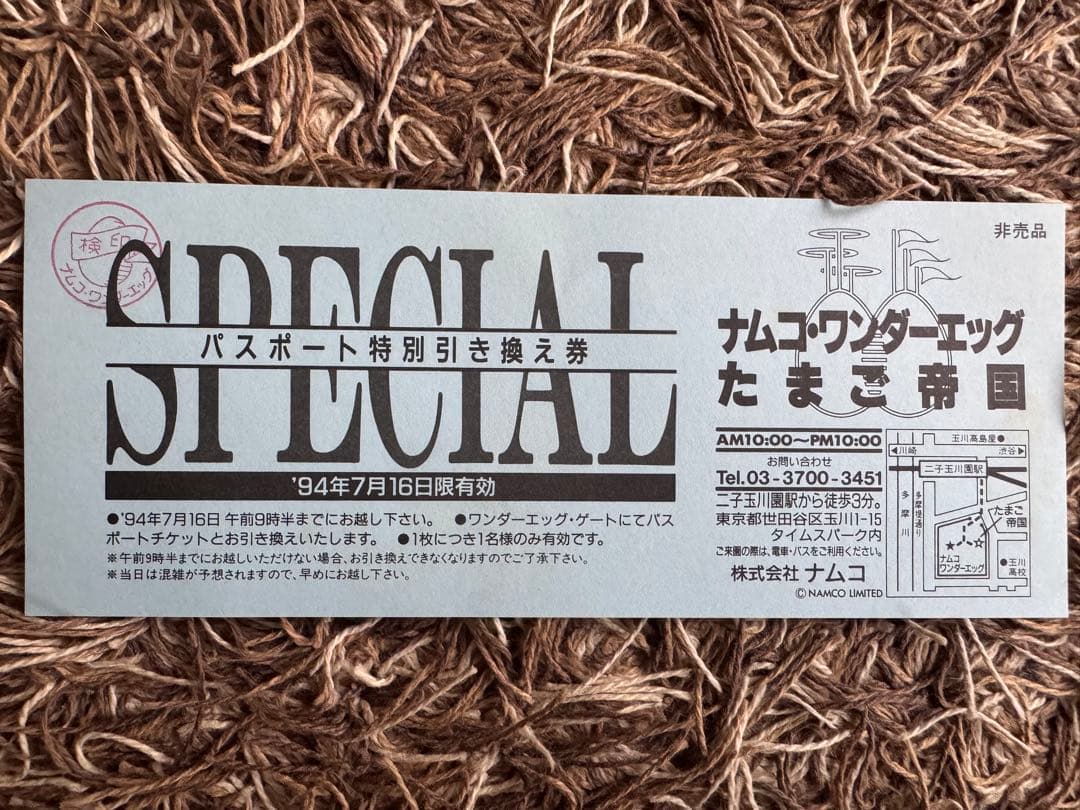 検印
ナムコ・ワンダーエッグ
SPECIAL
パスポート特別引き換え券
'94年7月16日限有効
●'94年7月16日 午前9時半までにお越し下さい。 ●ワンダーエッグ・ゲートにてパス
ポートチケットとお引き換えいたします。 ●1枚につき1名様のみ有効です。
※午前9時半までにお越しいただけない場合、お引き換えできなくなりますのでご了承下さい。
※当日は混雑が予想されますので、早めにお越し下さい。
非売品
ナムコ・ワンダーエッグ
たまご帝国
AM10:00〜PM10:00
お問い合わせ
Tel.03-3700-3451
二子玉川園駅から徒歩3分。
東京都世田谷区玉川1-15
タイムスパーク内
ご来園の際は、電車・バスをご利用ください。
株式会社 ナムコ
© NAMCO LIMITED
玉川高島屋●
◀川崎
渋谷▶
二子玉川園駅
多摩川
多摩堤通り
たまご
帝国
ナムコ
ワンダーエッグ
●玉川
高校